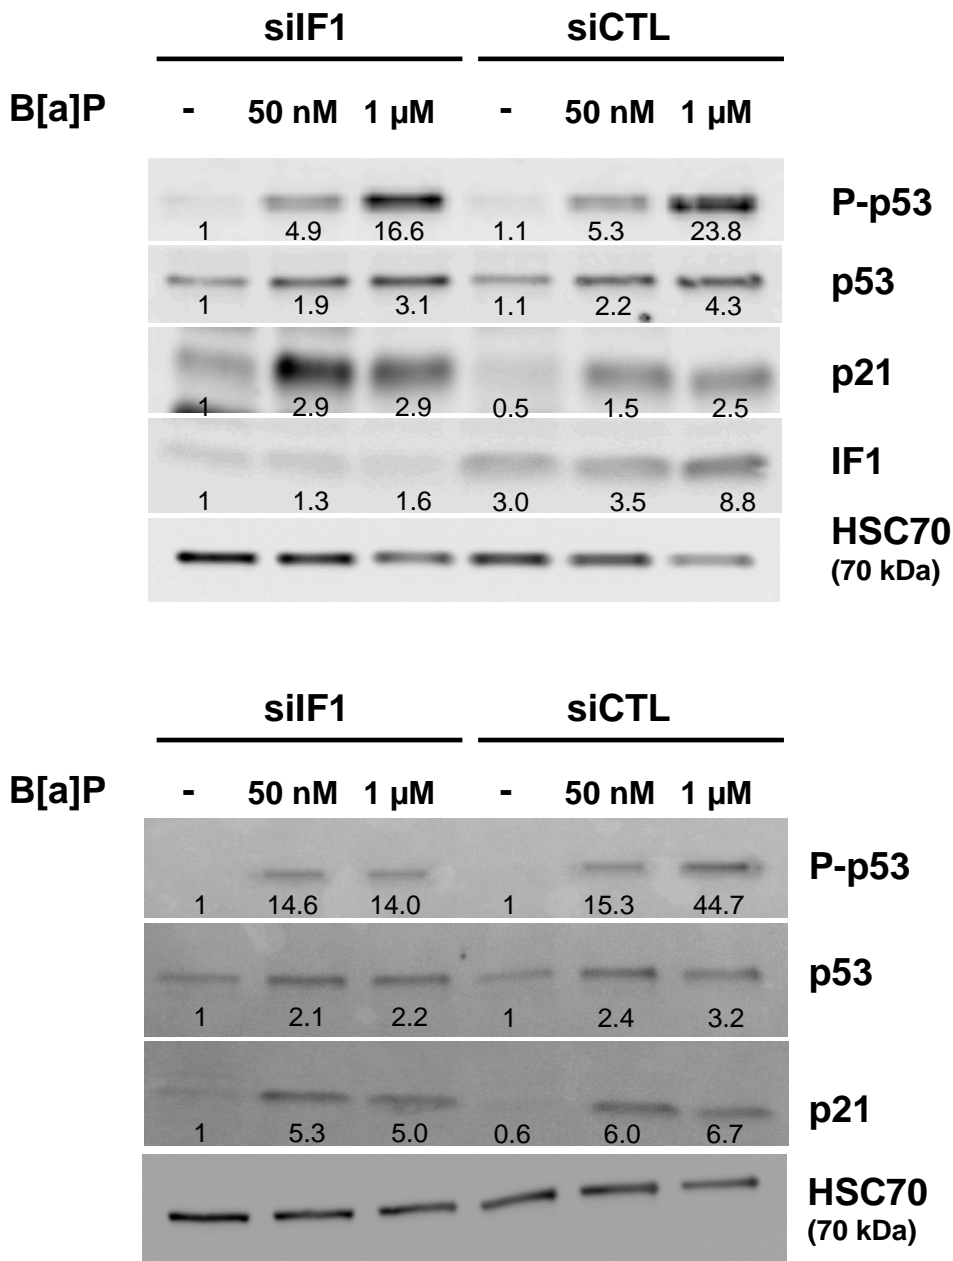 siIF1 siCTL
B[a]P - 50 nM 1 µM - 50 nM 1 µM
P-p53
1 4.9 16.6 1.1 5.3 23.8
p53
1 1.9 3.1 1.1 2.2 4.3
p21
1 2.9 2.9 0.5 1.5 2.5
IF1
1 1.3 1.6 3.0 3.5 8.8
HSC70
(70 kDa)
siIF1 siCTL
B[a]P - 50 nM 1 µM - 50 nM 1 µM
P-p53
1 14.6 14.0 1 15.3 44.7
p53
1 2.1 2.2 1 2.4 3.2
p21
1 5.3 5.0 0.6 6.0 6.7
HSC70
(70 kDa)